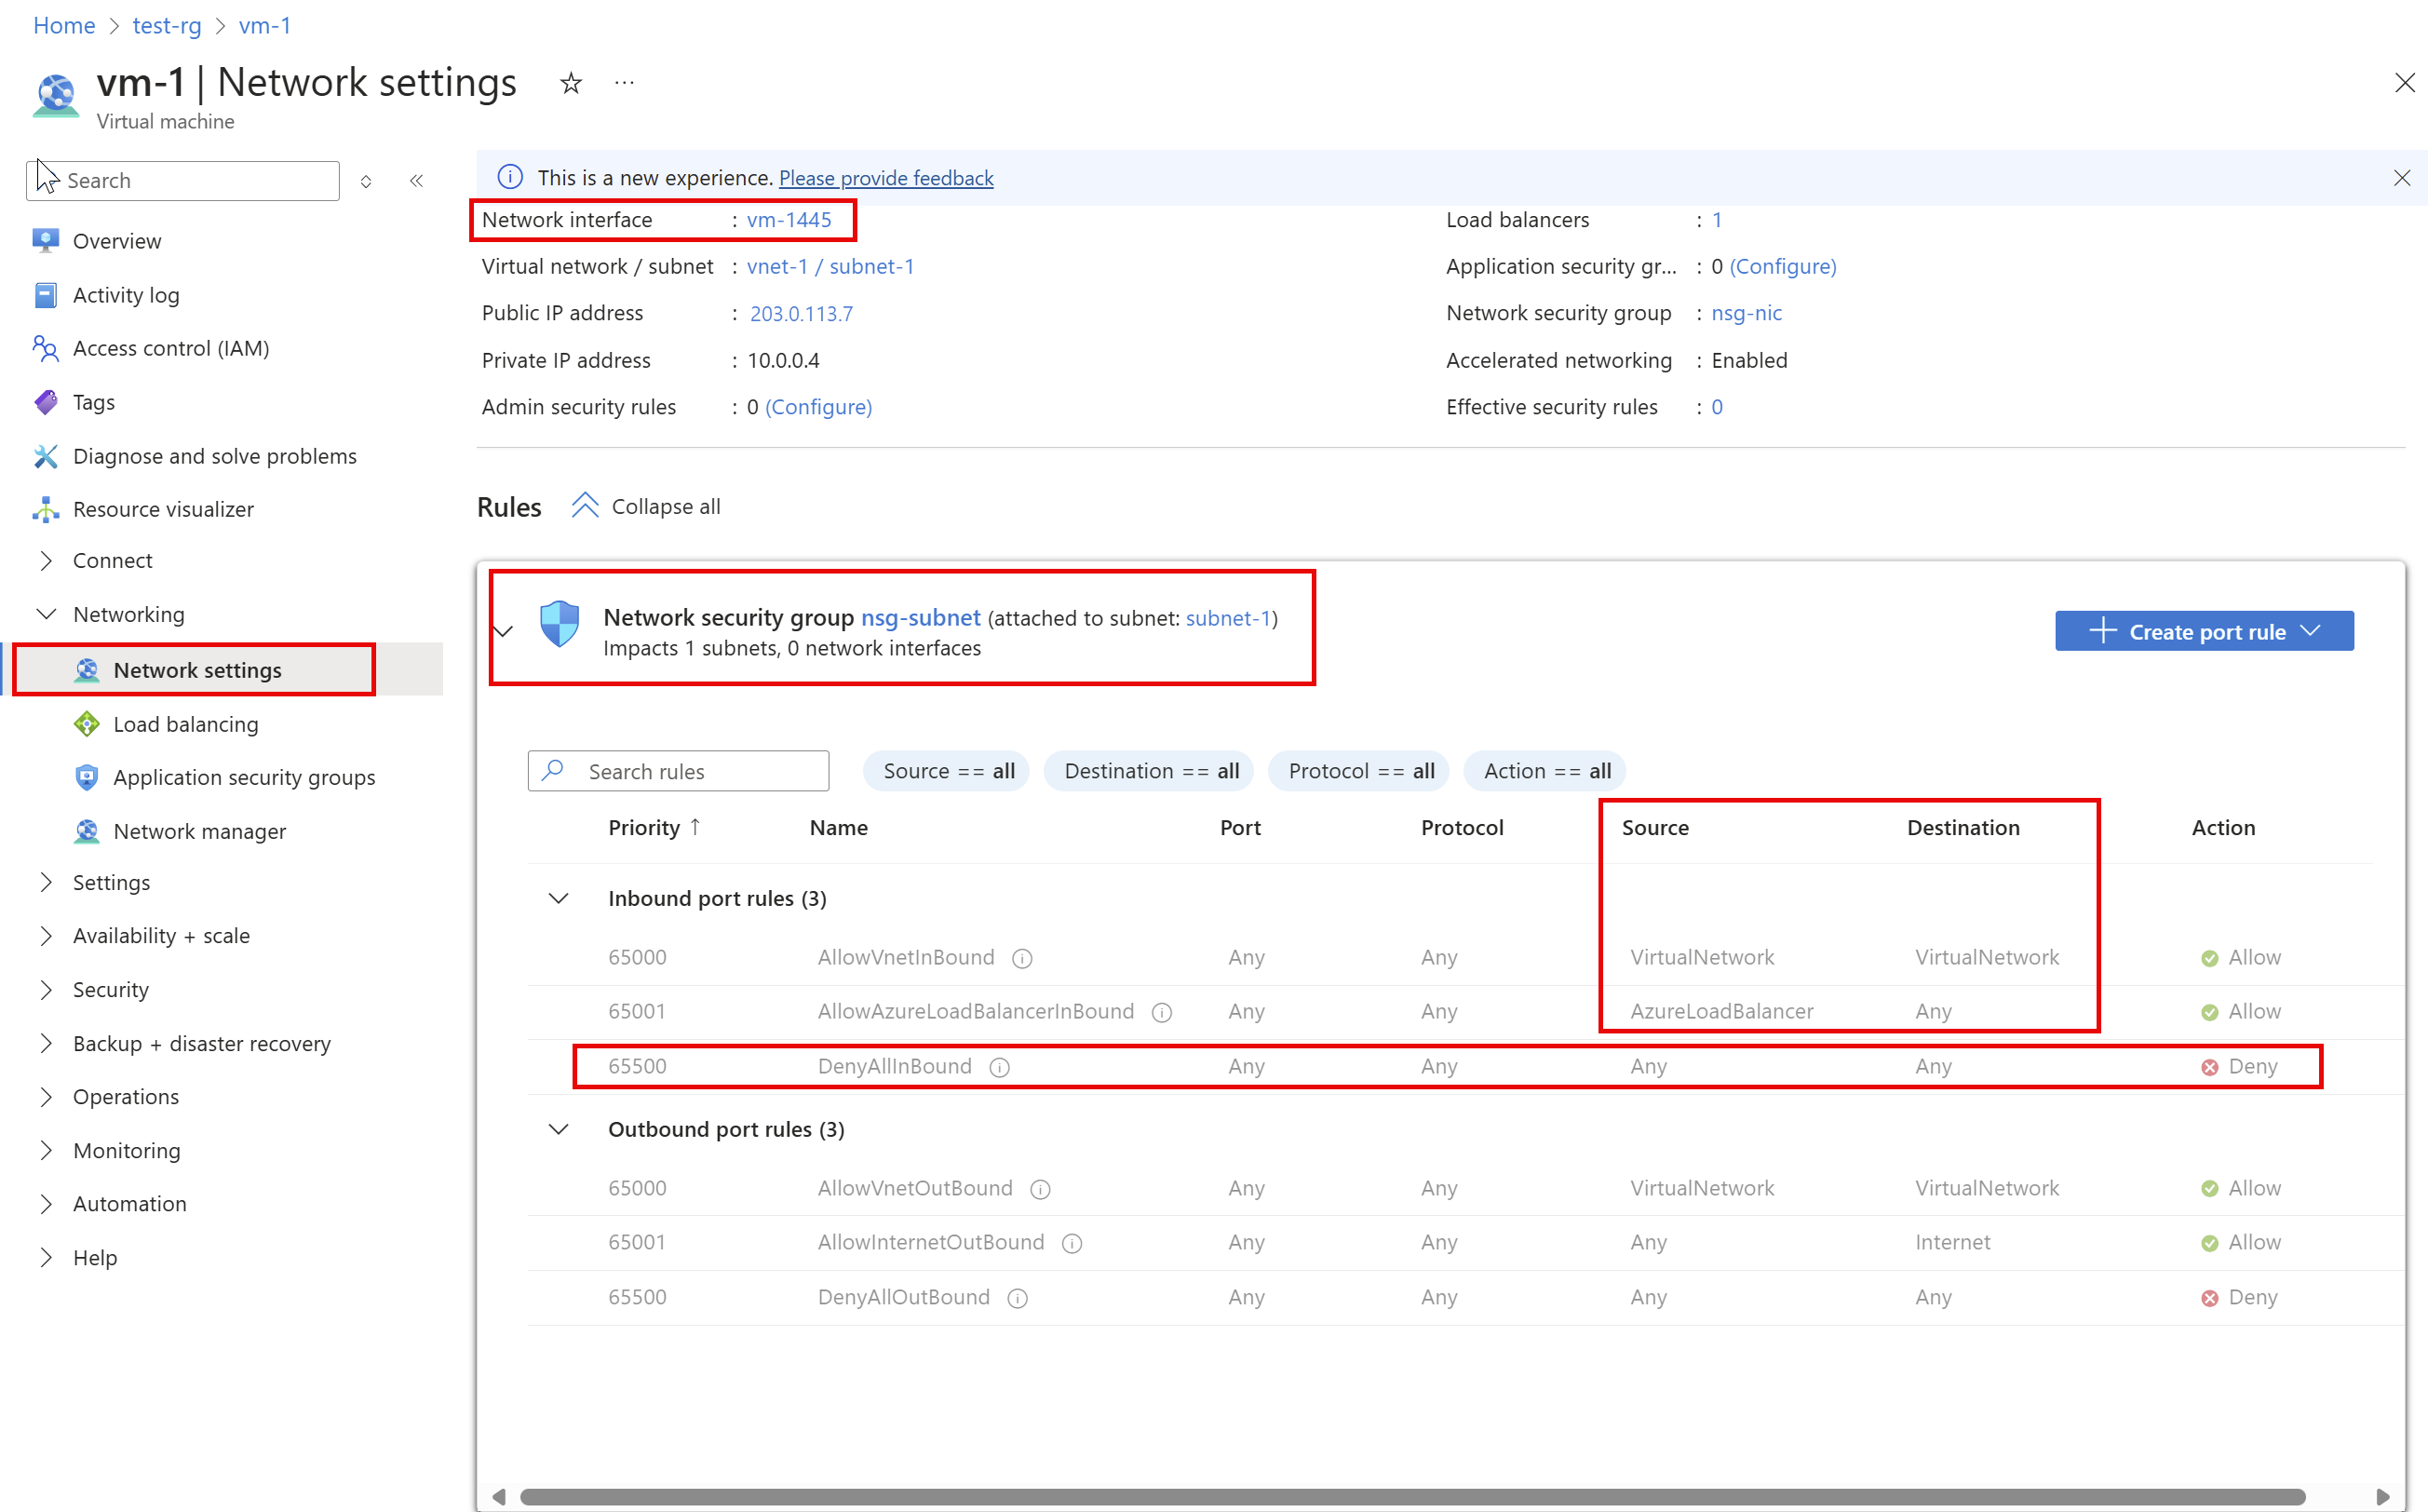 Home > test-rg > vm-1
vm-1 | Network settings ☆ ...
Virtual machine
Search
Overview
Activity log
Access control (IAM)
Tags
Diagnose and solve problems
Resource visualizer
Connect
Networking
Network settings
Load balancing
Application security groups
Network manager
Settings
Availability + scale
Security
Backup + disaster recovery
Operations
Monitoring
Automation
Help
This is a new experience. Please provide feedback
Network interface : vm-1445
Virtual network / subnet : vnet-1 / subnet-1
Public IP address : 203.0.113.7
Private IP address : 10.0.0.4
Admin security rules : 0 (Configure)
Load balancers : 1
Application security gr... : 0 (Configure)
Network security group : nsg-nic
Accelerated networking : Enabled
Effective security rules : 0
Rules Collapse all
Network security group nsg-subnet (attached to subnet: subnet-1)
Impacts 1 subnets, 0 network interfaces
Create port rule
Search rules Source == all Destination == all Protocol == all Action == all
Priority ↑ Name Port Protocol Source Destination Action
Inbound port rules (3)
65000 AllowVnetInBound Any Any VirtualNetwork VirtualNetwork Allow
65001 AllowAzureLoadBalancerInBound Any Any AzureLoadBalancer Any Allow
65500 DenyAllInBound Any Any Any Any Deny
Outbound port rules (3)
65000 AllowVnetOutBound Any Any VirtualNetwork VirtualNetwork Allow
65001 AllowInternetOutBound Any Any Any Internet Allow
65500 DenyAllOutBound Any Any Any Any Deny